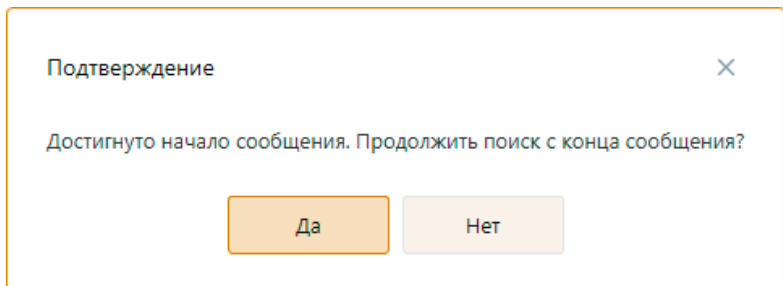 Подтверждение
Достигнуто начало сообщения. Продолжить поиск с конца сообщения?
Да
Нет